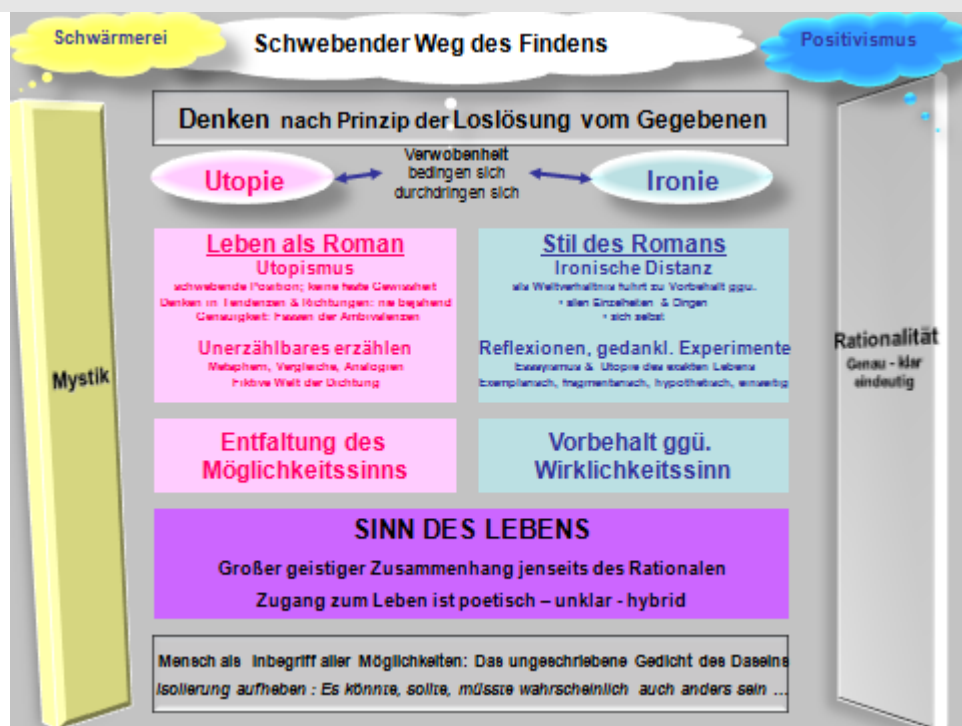 Schwärmerei
Schwebender Weg des Findens
Positivismus
Denken nach Prinzip der Loslösung vom Gegebenen
Utopie
Verwobenheit
bedingen sich
durchdringen sich
Ironie
Leben als Roman
Utopismus
schwebende Position; keine feste Gewissheit
Denken in Tendenzen & Richtungen: nie bejahend
Genauigkeit: Fassen der Ambivalenzen
Unerzählbares erzählen
Metaphern, Vergleiche, Analogien
Fiktive Welt der Dichtung
Stil des Romans
Ironische Distanz
als Weltverhältnis führt zu Vorbehalt ggü.
• allen Einzelheiten & Dingen
• sich selbst
Reflexionen, gedankl. Experimente
Essayismus & Utopie des exakten Lebens
Exemplarisch, fragmentarisch, hypothetisch, einseitig
Mystik
Rationalität
Genau - klar
eindeutig
Entfaltung des
Möglichkeitssinns
Vorbehalt ggü.
Wirklichkeitssinn
SINN DES LEBENS
Großer geistiger Zusammenhang jenseits des Rationalen
Zugang zum Leben ist poetisch – unklar - hybrid
Mensch als Inbegriff aller Möglichkeiten: Das ungeschriebene Gedicht des Daseins
Isolierung aufheben : Es könnte, sollte, müsste wahrscheinlich auch anders sein ...